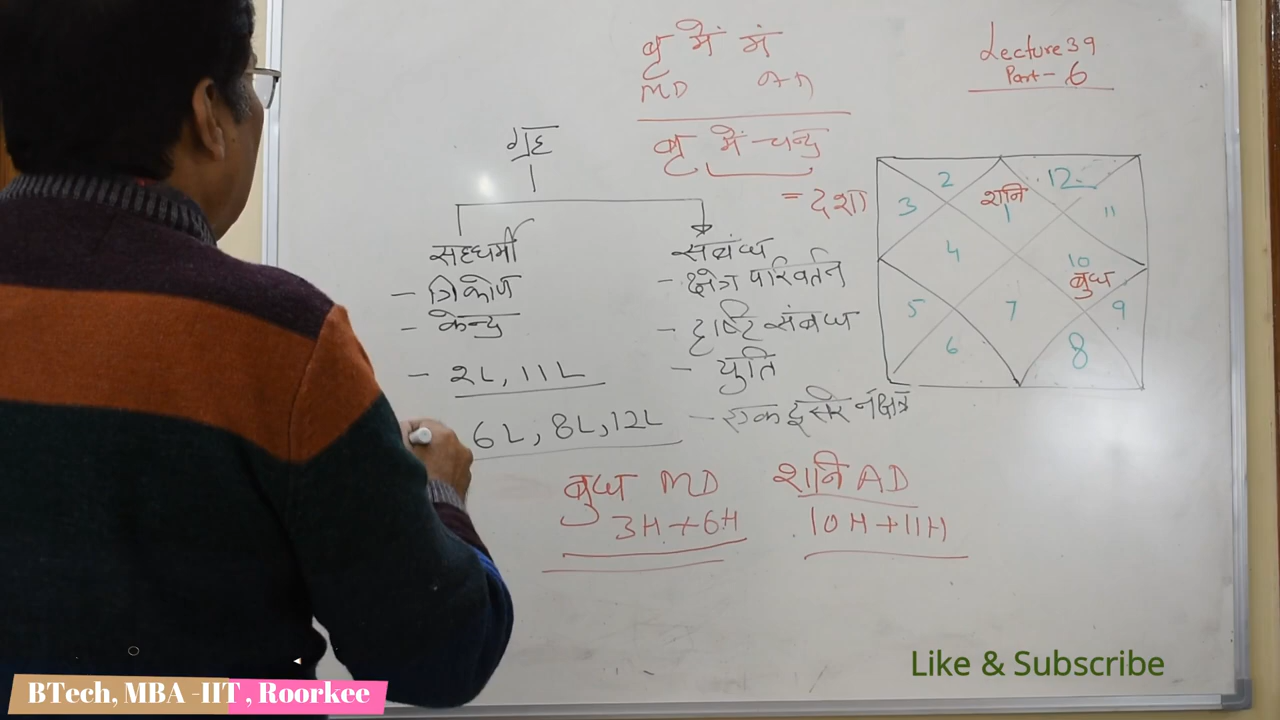 बृ में मं
MD
Lecture 39
Part- 6
बृ में चन्द्र
= दशा
ग्रह
सहधर्मी
- त्रिकोण
- केन्द्र
- 2L, 11L
6L, 8L, 12L
संबंध
- क्षेत्र परिवर्तन
- दृष्टि संबंध
- युति
- एक दूसरे नक्षत्र
2
शनि
12
3
1
11
4
10
बुध
5
7
9
6
8
बुध MD
3H + 6H
शनि AD
10H + 11H
Like & Subscribe
BTech, MBA -IIT , Roorkee